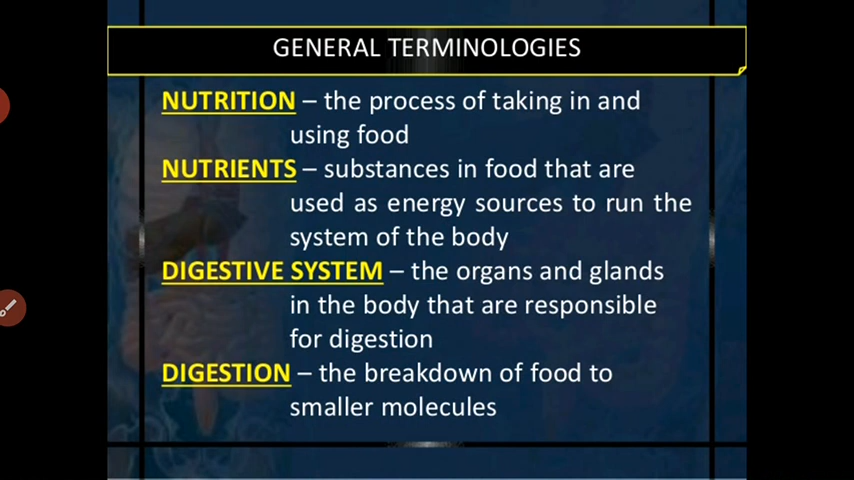 GENERAL TERMINOLOGIES
NUTRITION – the process of taking in and
using food
NUTRIENTS – substances in food that are
used as energy sources to run the
system of the body
DIGESTIVE SYSTEM – the organs and glands
in the body that are responsible
for digestion
DIGESTION – the breakdown of food to
smaller molecules